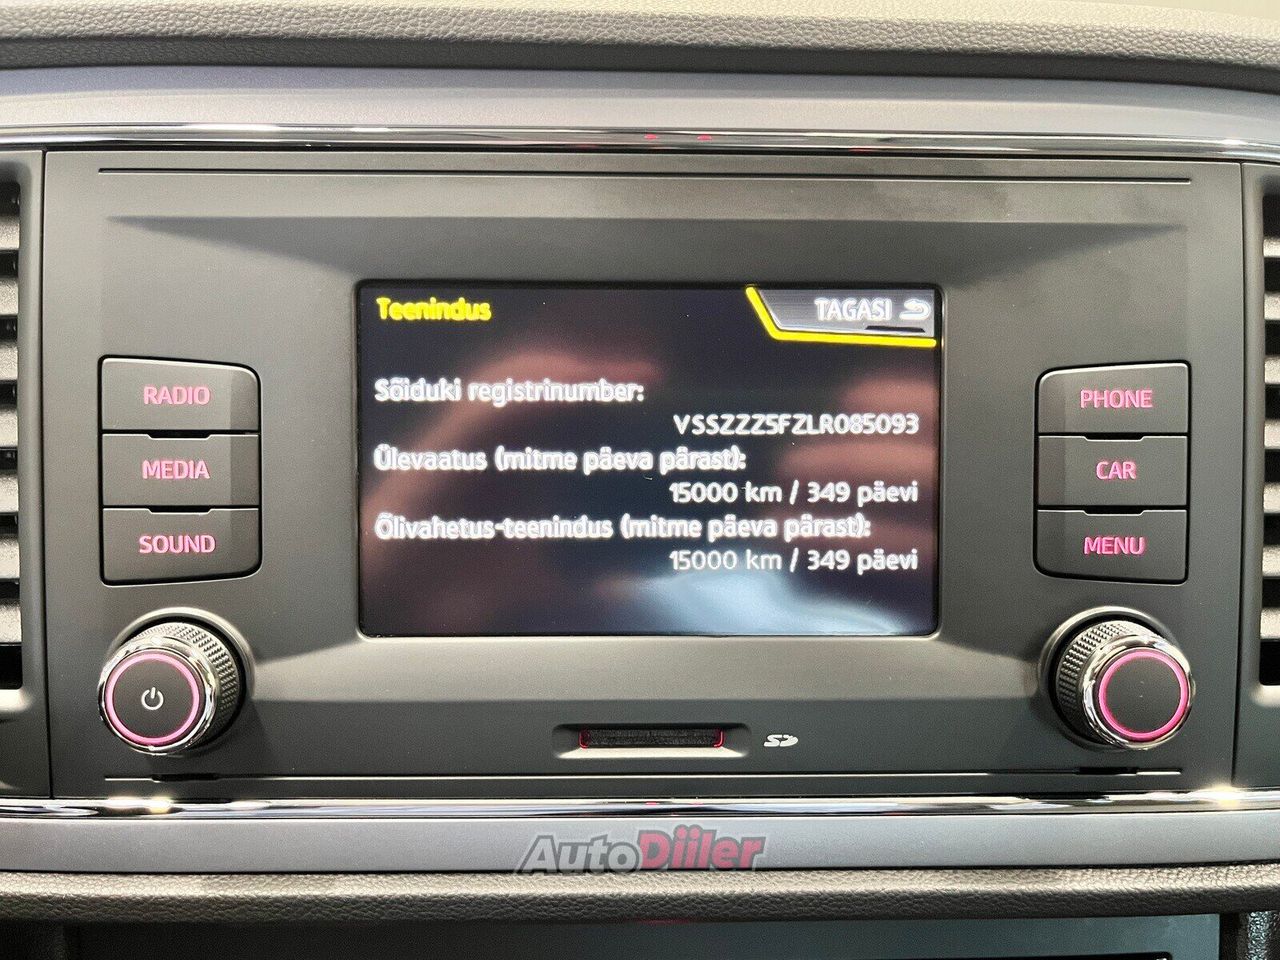 Teenindus
TAGASI
Sõiduki registrinumber:
VSSZZZ5FZLR085093
Ülevaatus (mitme päeva pärast):
15000 km / 349 päevi
Õlivahetus-teenindus (mitme päeva pärast):
15000 km / 349 päevi
RADIO
MEDIA
SOUND
PHONE
CAR
MENU
SD
AutoDiiler